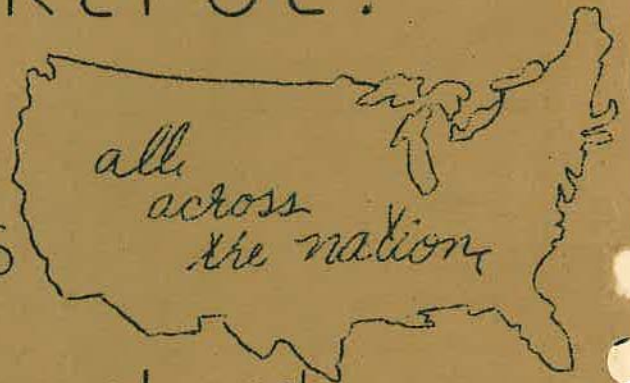 all
across
the nation,